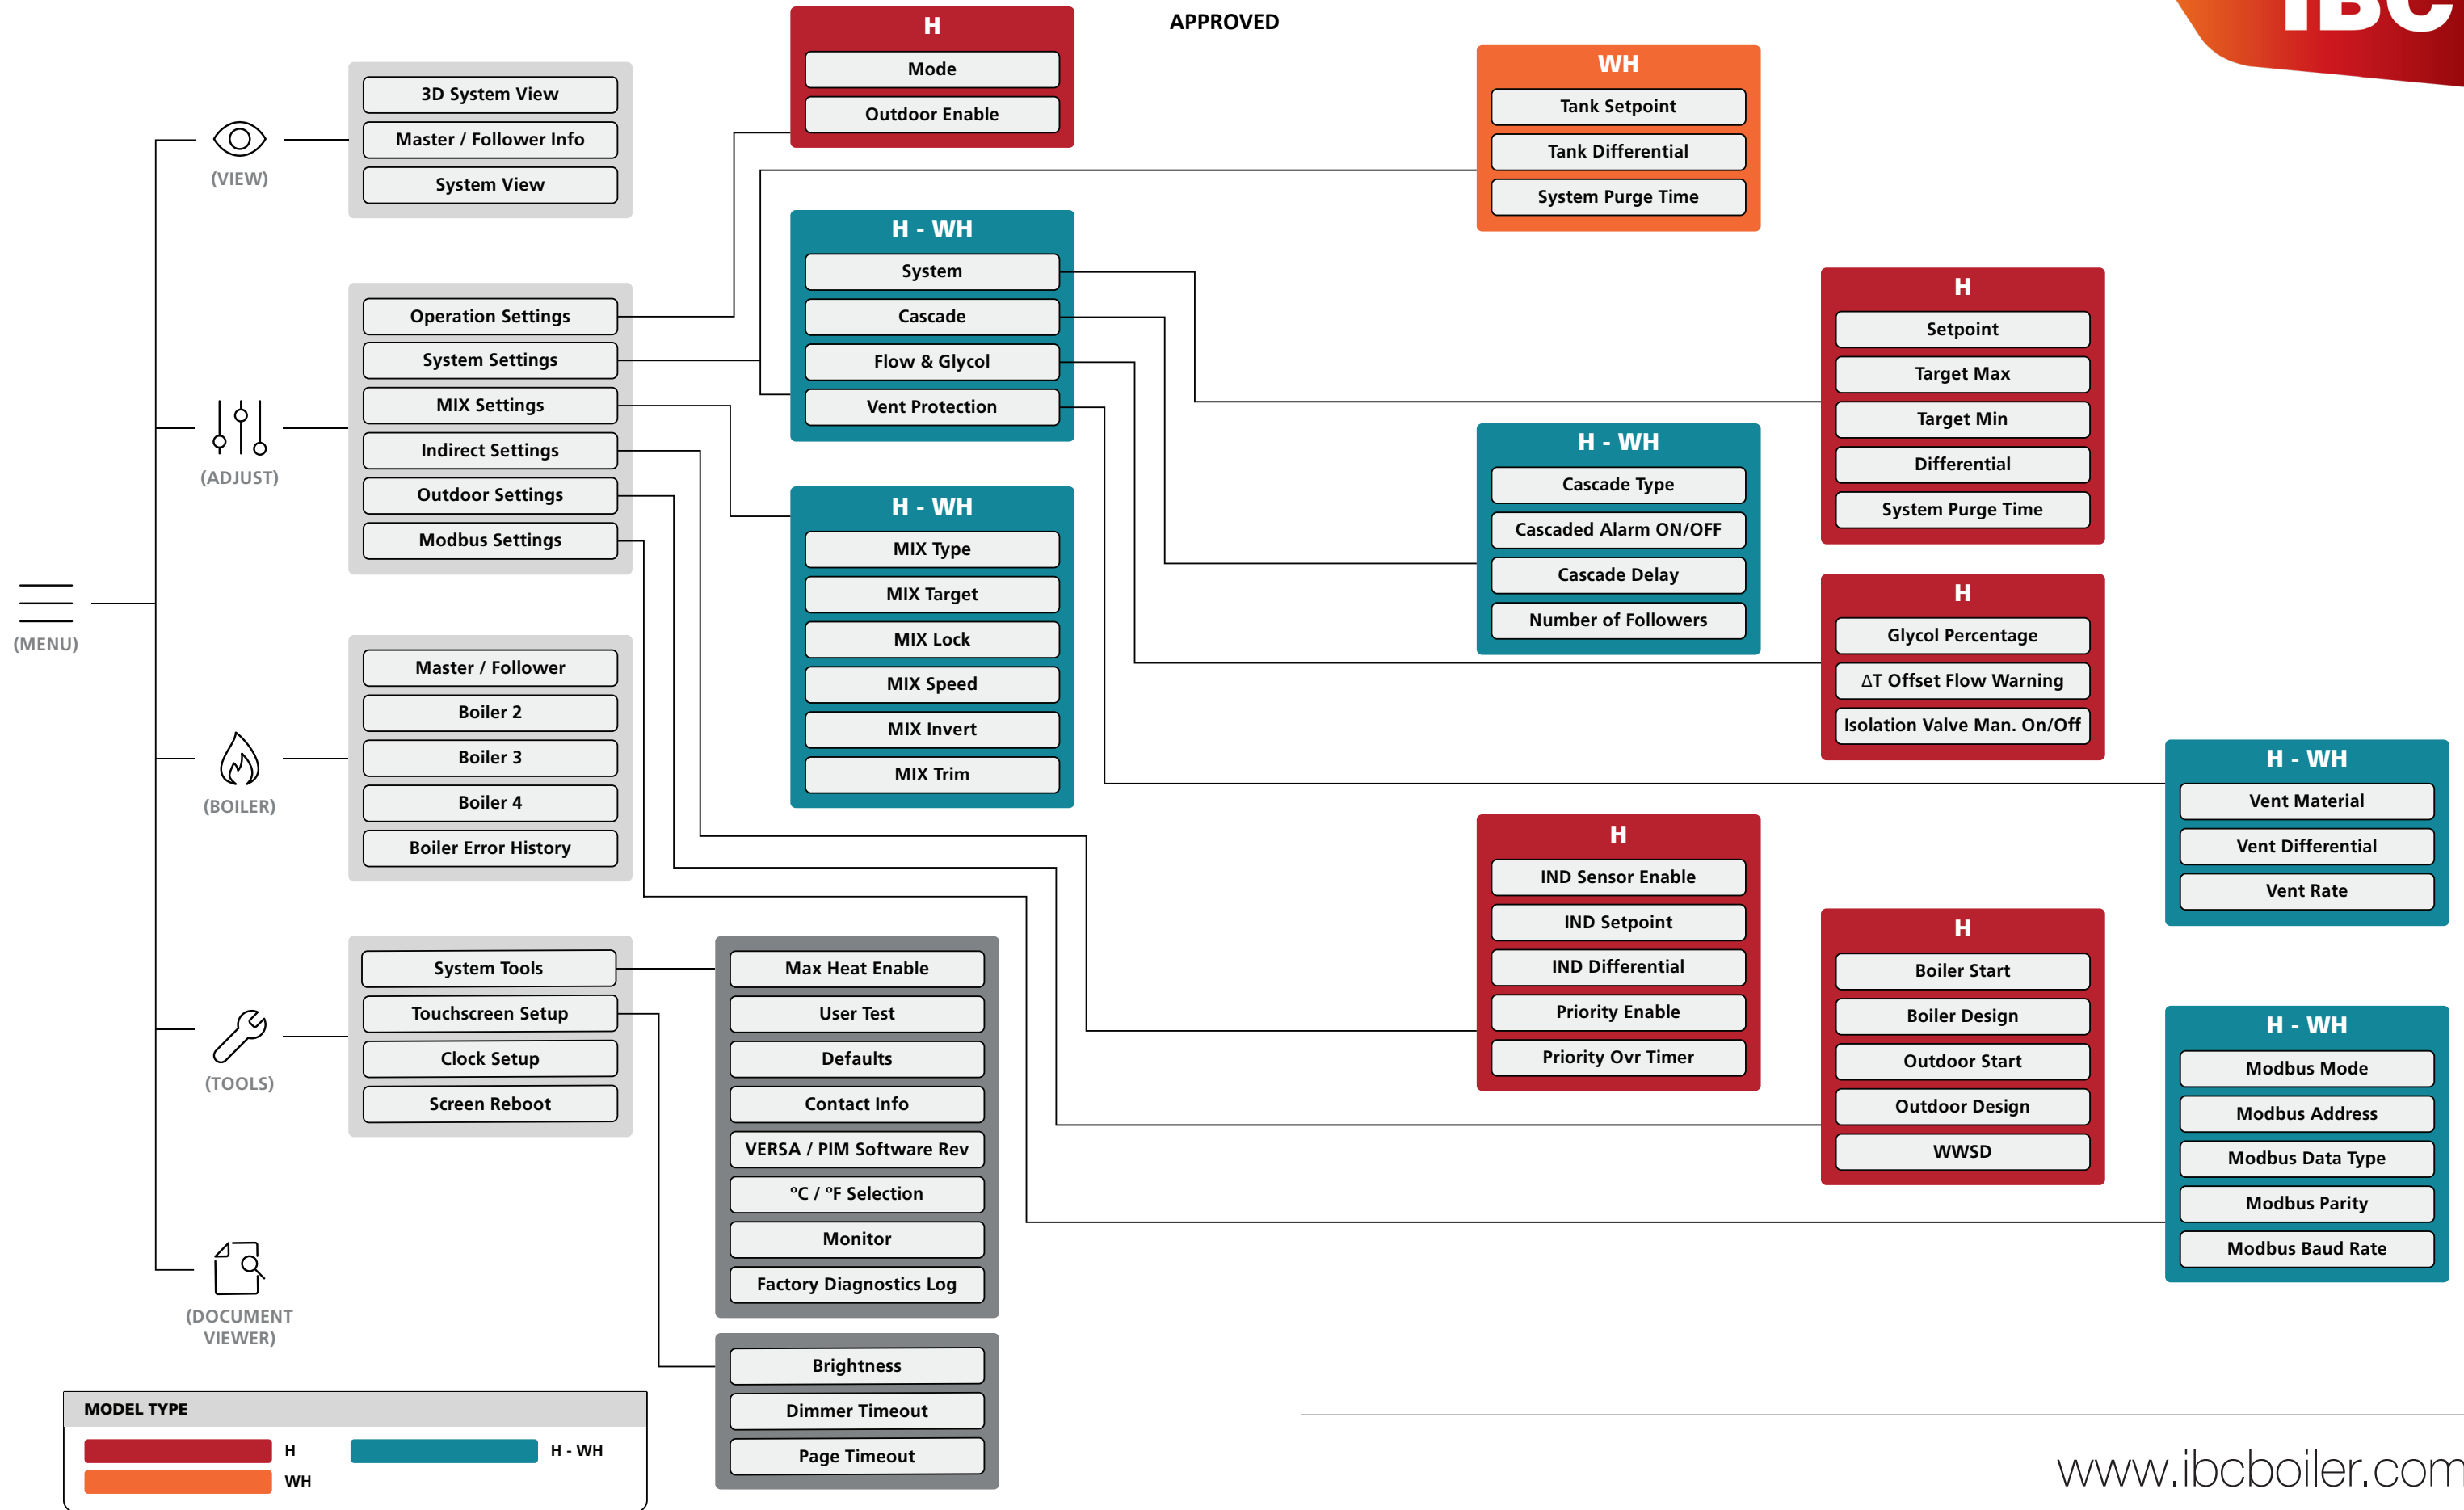 APPROVED
IBC
(MENU)
(VIEW)
3D System View
Master / Follower Info
System View
(ADJUST)
Operation Settings
System Settings
MIX Settings
Indirect Settings
Outdoor Settings
Modbus Settings
(BOILER)
Master / Follower
Boiler 2
Boiler 3
Boiler 4
Boiler Error History
(TOOLS)
System Tools
Touchscreen Setup
Clock Setup
Screen Reboot
(DOCUMENT
VIEWER)
H
Mode
Outdoor Enable
H - WH
System
Cascade
Flow & Glycol
Vent Protection
H - WH
MIX Type
MIX Target
MIX Lock
MIX Speed
MIX Invert
MIX Trim
Max Heat Enable
User Test
Defaults
Contact Info
VERSA / PIM Software Rev
ºC / ºF Selection
Monitor
Factory Diagnostics Log
Brightness
Dimmer Timeout
Page Timeout
WH
Tank Setpoint
Tank Differential
System Purge Time
H - WH
Cascade Type
Cascaded Alarm ON/OFF
Cascade Delay
Number of Followers
H
IND Sensor Enable
IND Setpoint
IND Differential
Priority Enable
Priority Ovr Timer
H
Setpoint
Target Max
Target Min
Differential
System Purge Time
H
Glycol Percentage
ΔT Offset Flow Warning
Isolation Valve Man. On/Off
H
Boiler Start
Boiler Design
Outdoor Start
Outdoor Design
WWSD
H - WH
Vent Material
Vent Differential
Vent Rate
H - WH
Modbus Mode
Modbus Address
Modbus Data Type
Modbus Parity
Modbus Baud Rate
MODEL TYPE
H
H - WH
WH
www.ibcboiler.com